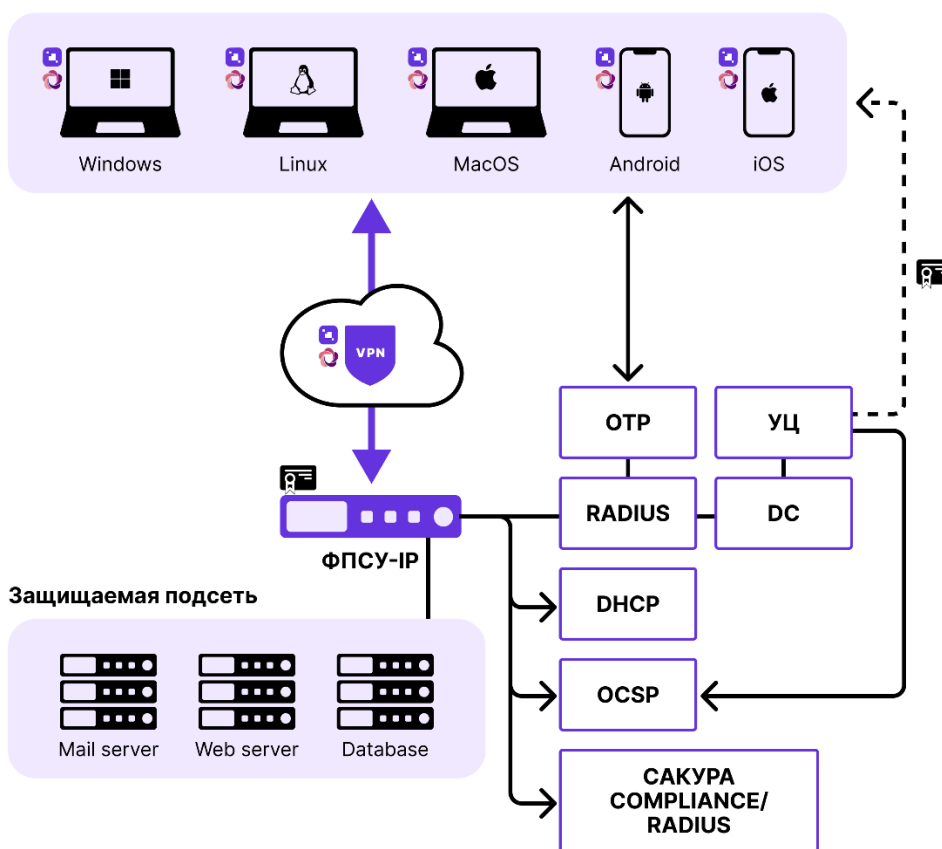 Windows
Linux
MacOS
Android
iOS
VPN
OTP
УЦ
RADIUS
DC
ФПСУ-IP
Защищаемая подсеть
DHCP
OCSP
Mail server
Web server
Database
САКУРА
COMPLIANCE/
RADIUS